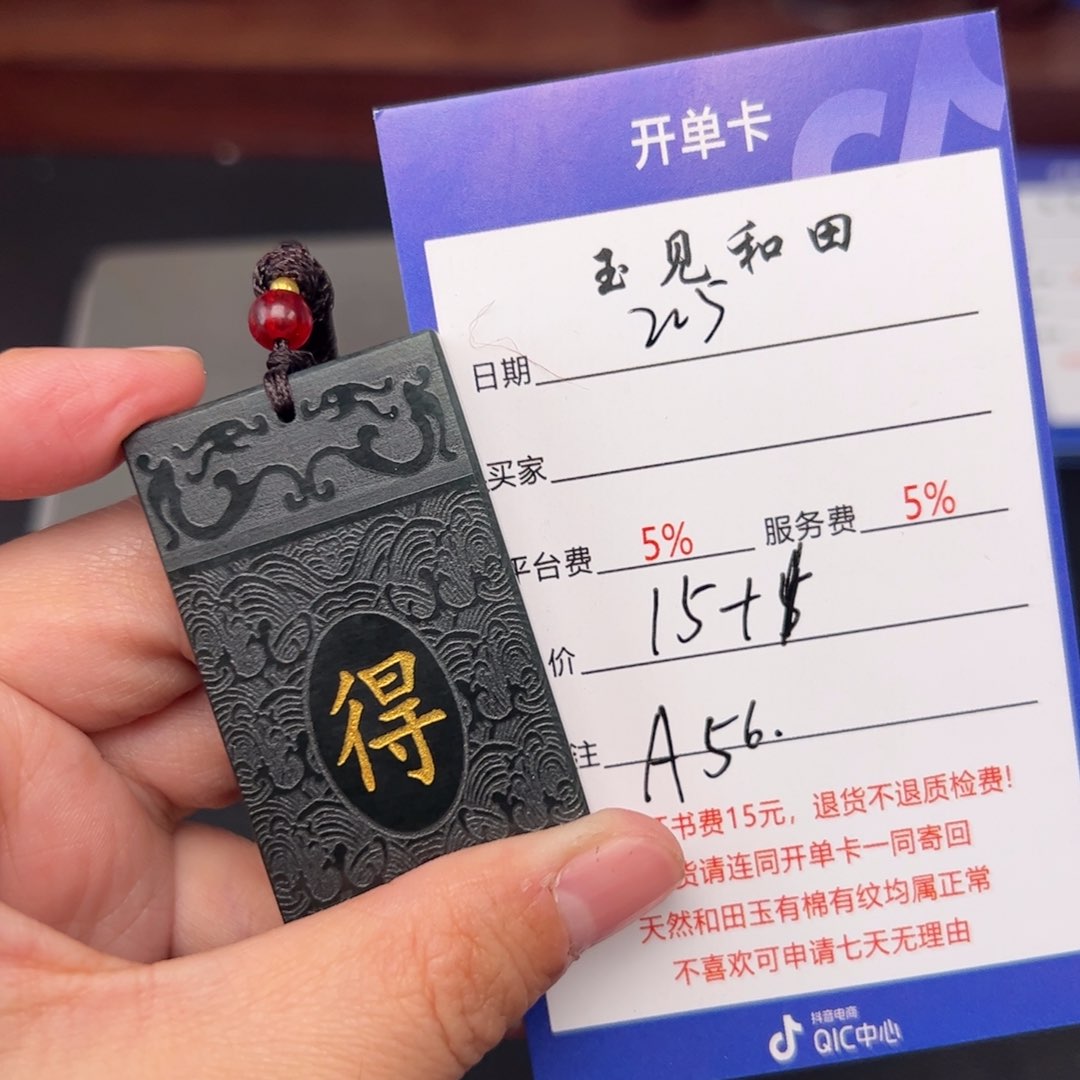 开单卡
玉见和田
225
日期
买家
平台费 5% 服务费 5%
价 15+
注 A56.
证书费15元，退货不退质检费！
货请连同开单卡一同寄回
天然和田玉有棉有纹均属正常
不喜欢可申请七天无理由
抖音电商
QIC中心
得